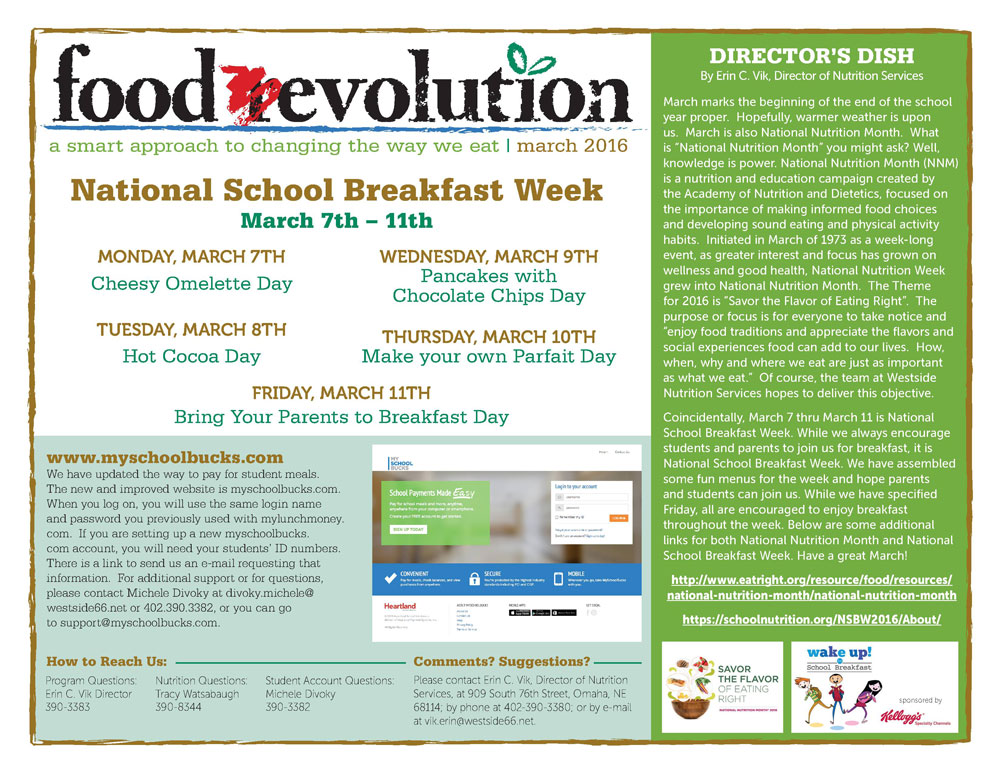 food revolution
a smart approach to changing the way we eat | march 2016
National School Breakfast Week
March 7th – 11th
MONDAY, MARCH 7TH
Cheesy Omelette Day
TUESDAY, MARCH 8TH
Hot Cocoa Day
WEDNESDAY, MARCH 9TH
Pancakes with
Chocolate Chips Day
THURSDAY, MARCH 10TH
Make your own Parfait Day
FRIDAY, MARCH 11TH
Bring Your Parents to Breakfast Day
www.myschoolbucks.com
We have updated the way to pay for student meals.
The new and improved website is myschoolbucks.com.
When you log on, you will use the same login name
and password you previously used with mylunchmoney.
com.  If you are setting up a new myschoolbucks.
com account, you will need your students’ ID numbers.
There is a link to send us an e-mail requesting that
information.  For additional support or for questions,
please contact Michele Divoky at divoky.michele@
westside66.net or 402.390.3382, or you can go
to support@myschoolbucks.com.
MY
SCHOOL
BUCKS
School Payments Made Easy
SIGN UP TODAY
Login to your account
CONVENIENT
SECURE
MOBILE
Heartland
How to Reach Us:
Program Questions:
Erin C. Vik Director
390-3383
Nutrition Questions:
Tracy Watsabaugh
390-8344
Student Account Questions:
Michele Divoky
390-3382
Comments? Suggestions?
Please contact Erin C. Vik, Director of Nutrition
Services, at 909 South 76th Street, Omaha, NE
68114; by phone at 402-390-3380; or by e-mail
at vik.erin@westside66.net.
DIRECTOR’S DISH
By Erin C. Vik, Director of Nutrition Services
March marks the beginning of the end of the school
year proper.  Hopefully, warmer weather is upon
us.  March is also National Nutrition Month.  What
is “National Nutrition Month” you might ask? Well,
knowledge is power. National Nutrition Month (NNM)
is a nutrition and education campaign created by
the Academy of Nutrition and Dietetics, focused on
the importance of making informed food choices
and developing sound eating and physical activity
habits.  Initiated in March of 1973 as a week-long
event, as greater interest and focus has grown on
wellness and good health, National Nutrition Week
grew into National Nutrition Month.  The Theme
for 2016 is “Savor the Flavor of Eating Right”.  The
purpose or focus is for everyone to take notice and
“enjoy food traditions and appreciate the flavors and
social experiences food can add to our lives.  How,
when, why and where we eat are just as important
as what we eat.”  Of course, the team at Westside
Nutrition Services hopes to deliver this objective.
Coincidentally, March 7 thru March 11 is National
School Breakfast Week. While we always encourage
students and parents to join us for breakfast, it is
National School Breakfast Week. We have assembled
some fun menus for the week and hope parents
and students can join us. While we have specified
Friday, all are encouraged to enjoy breakfast
throughout the week. Below are some additional
links for both National Nutrition Month and National
School Breakfast Week. Have a great March!
http://www.eatright.org/resource/food/resources/
national-nutrition-month/national-nutrition-month
https://schoolnutrition.org/NSBW2016/About/
SAVOR
THE FLAVOR
OF EATING
RIGHT
NATIONAL NUTRITION MONTH 2016
wake up!
School Breakfast
sponsored by
Kellogg's
Specialty Channels